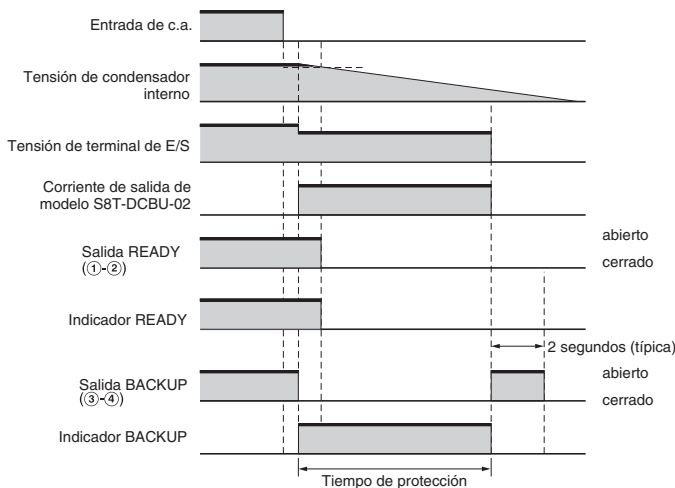 Entrada de c.a.
Tensión de condensador
interno
Tensión de terminal de E/S
Corriente de salida de
modelo S8T-DCBU-02
Salida READY
(①-②)
abierto
cerrado
Indicador READY
2 segundos (típica)
Salida BACKUP
(③-④)
abierto
cerrado
Indicador BACKUP
Tiempo de protección